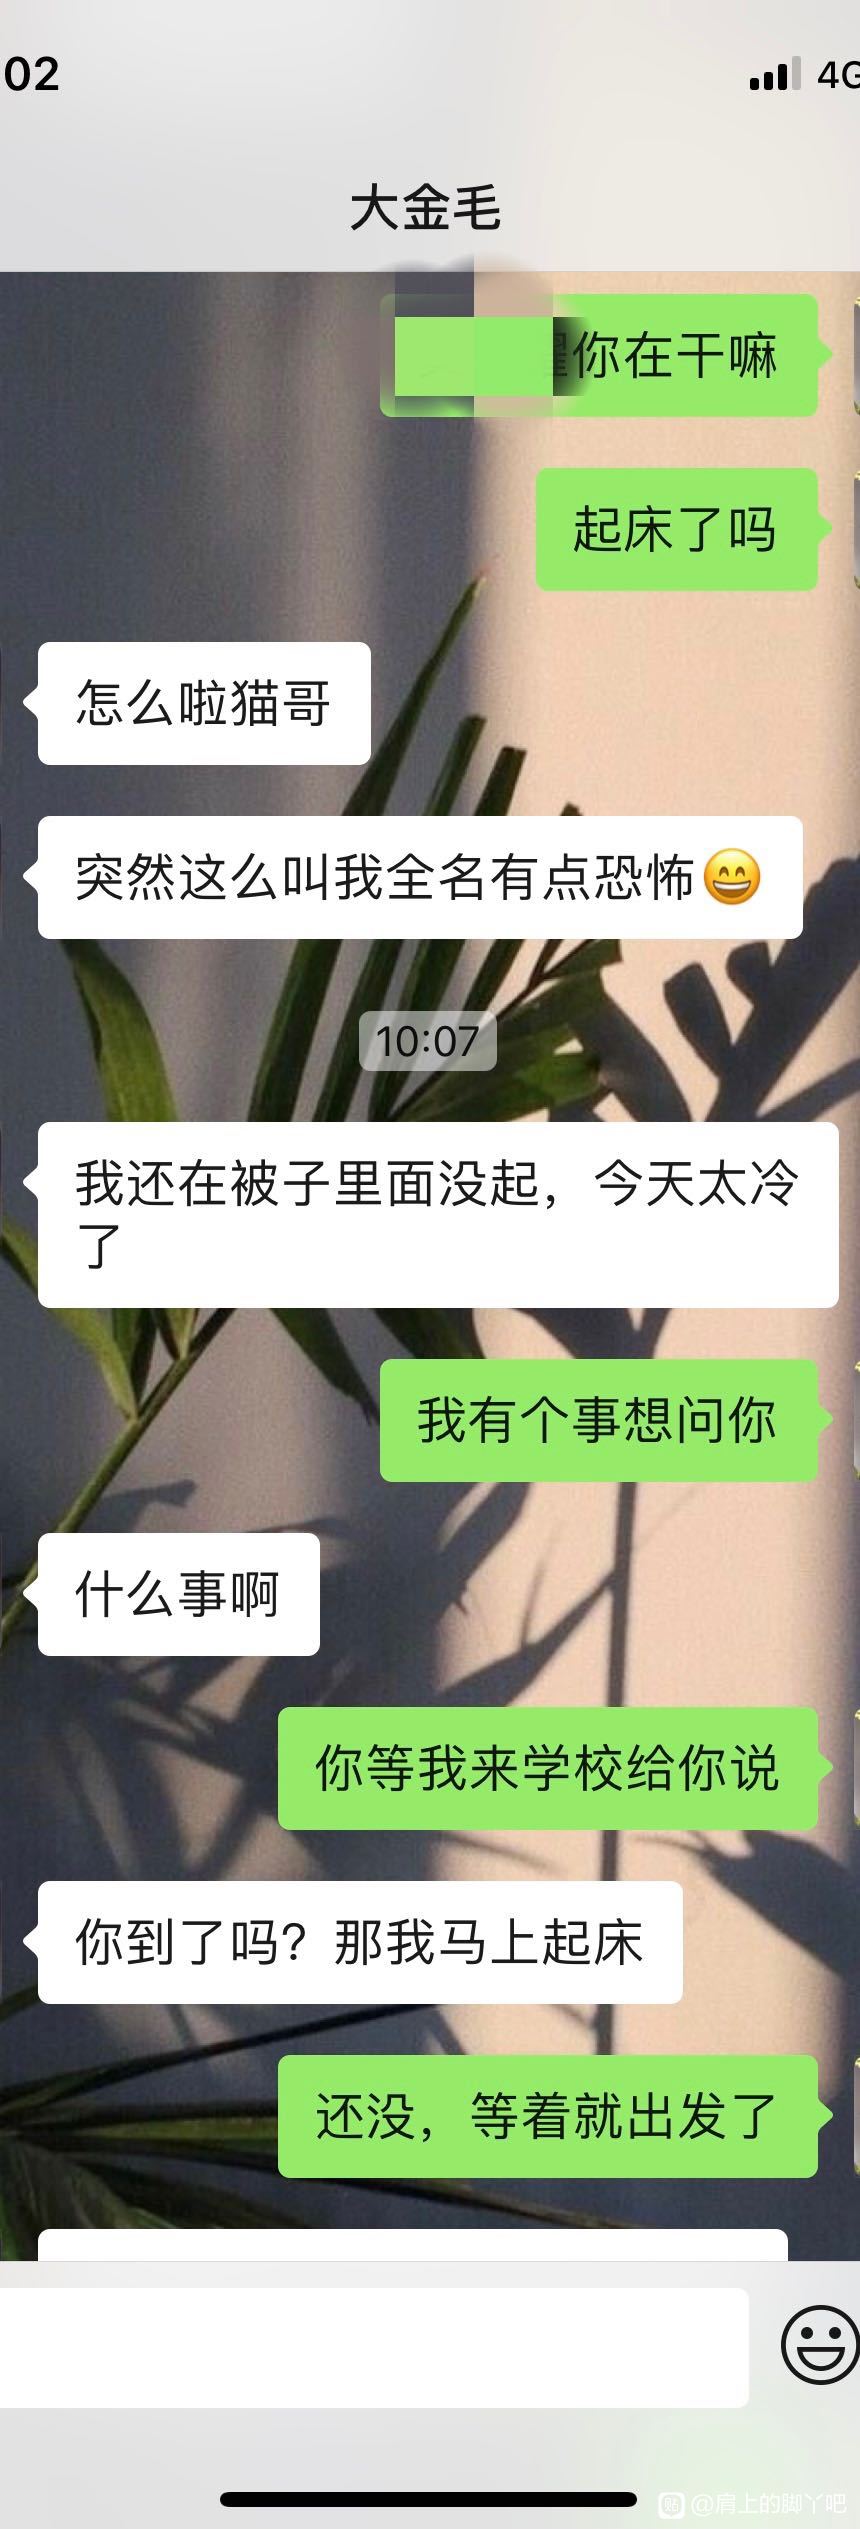 02
4G
大金毛
你在干嘛
起床了吗
怎么啦猫哥
突然这么叫我全名有点恐怖😄
10:07
我还在被子里面没起，今天太冷
了
我有个事想问你
什么事啊
你等我来学校给你说
你到了吗？那我马上起床
还没，等着就出发了
贴 @肩上的脚丫吧